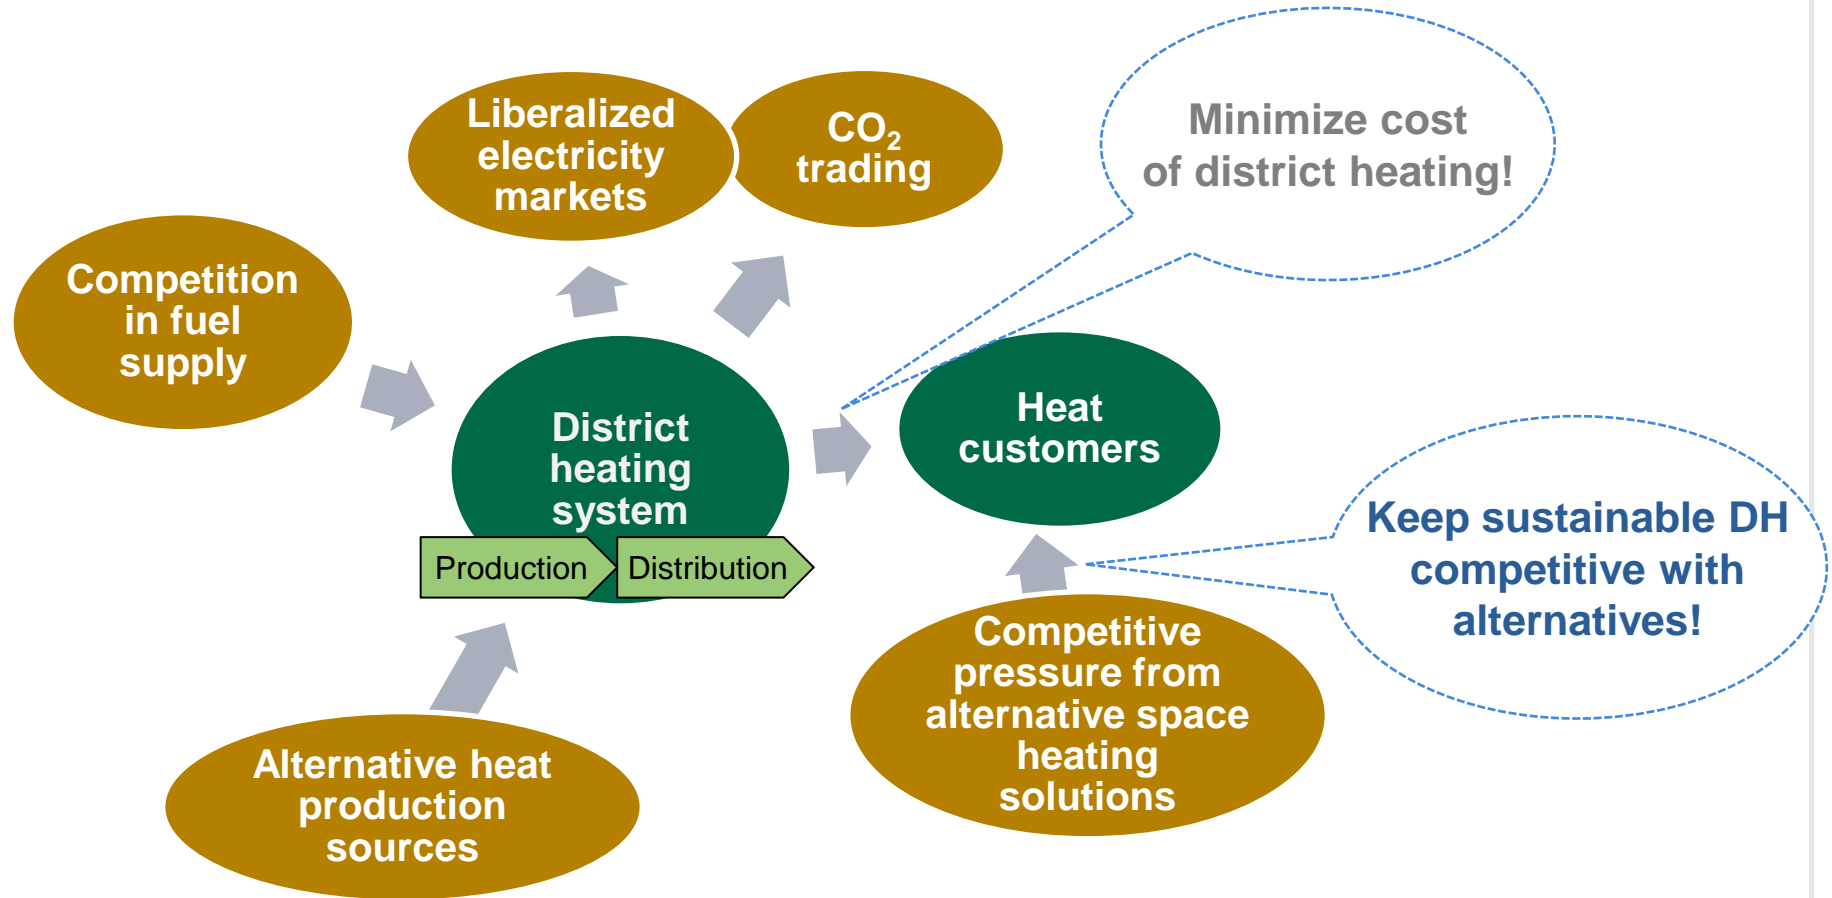 Liberalized
electricity
markets
CO₂
trading
Minimize cost
of district heating!
Competition
in fuel
supply
District
heating
system
Heat
customers
Production
Distribution
Keep sustainable DH
competitive with
alternatives!
Competitive
pressure from
alternative space
heating
solutions
Alternative heat
production
sources